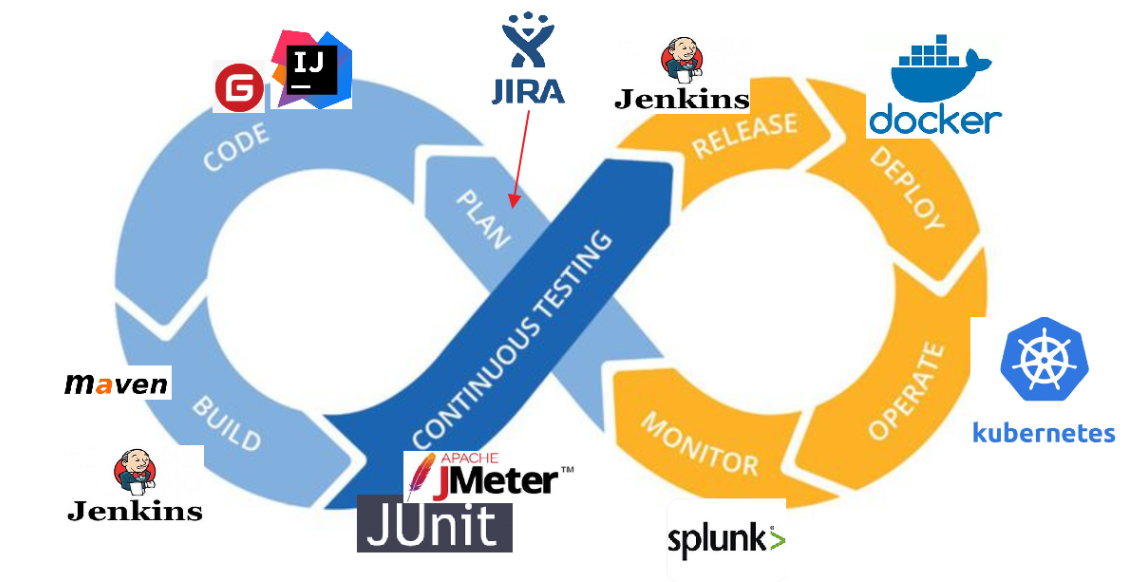 G
IJ
JIRA
Jenkins
docker
CODE
PLAN
RELEASE
DEPLOY
CONTINUOUS TESTING
maven
BUILD
MONITOR
OPERATE
kubernetes
Jenkins
APACHE
JMeter™
JUnit
splunk>